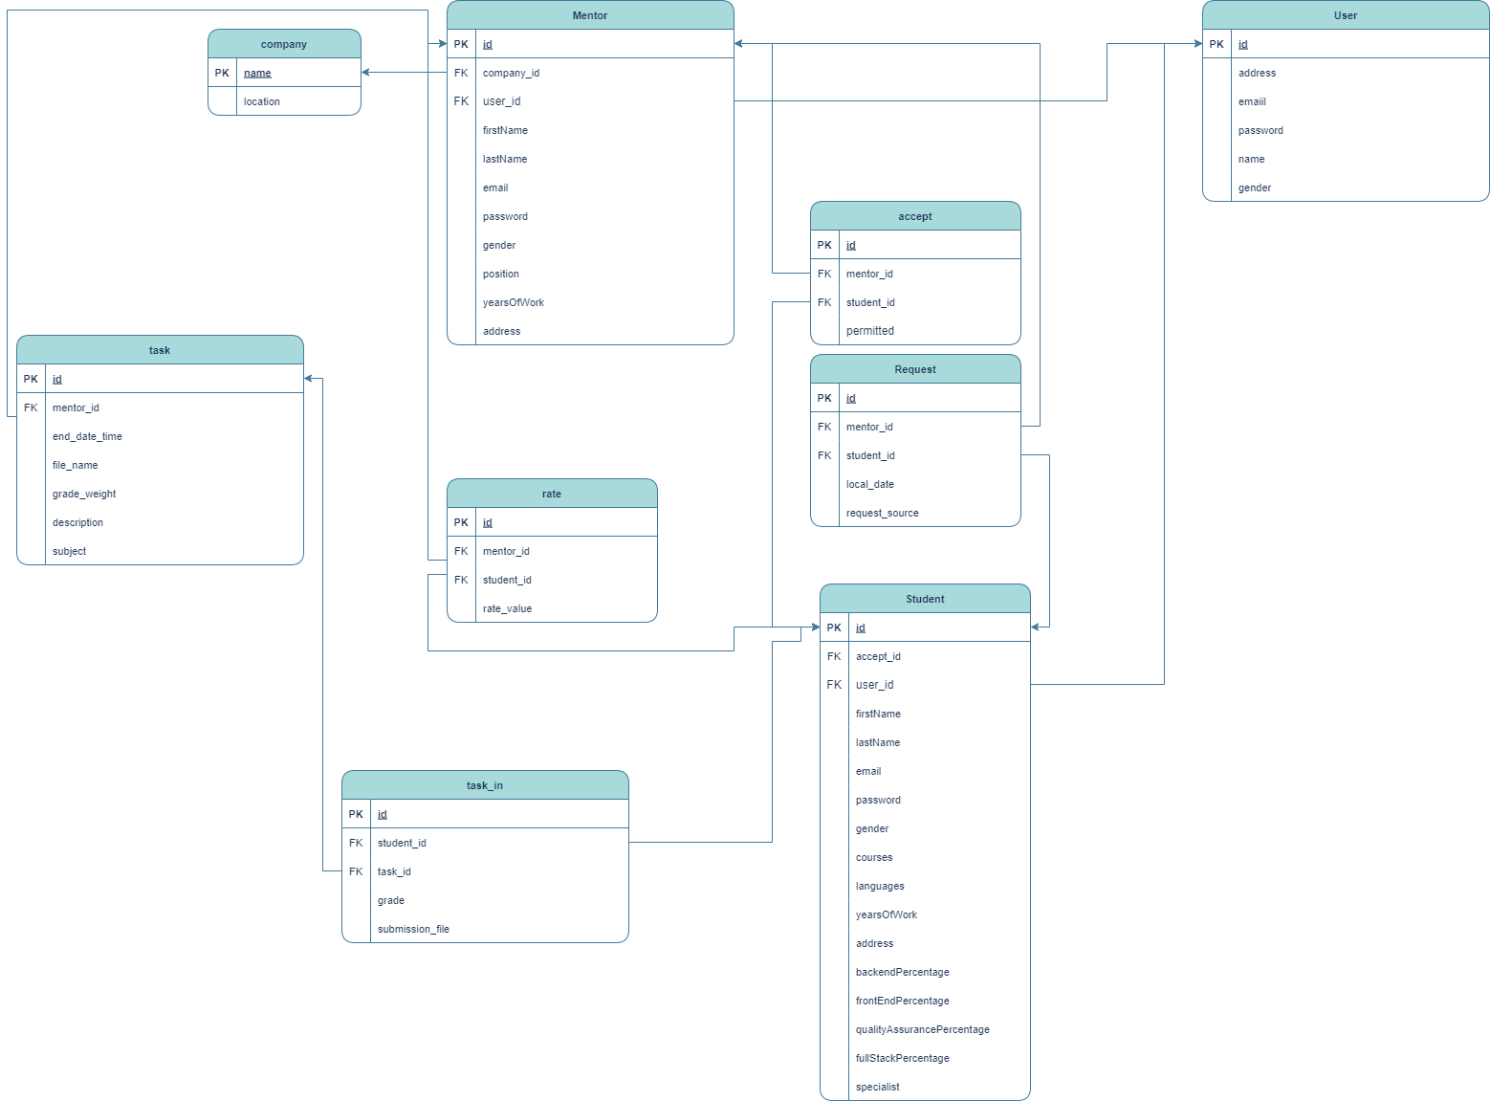 Mentor
PK id
FK company_id
FK user_id
firstName
lastName
email
password
gender
position
yearsOfWork
address
User
PK id
address
emaiil
password
name
gender
company
PK name
location
accept
PK id
FK mentor_id
FK student_id
permitted
task
PK id
FK mentor_id
end_date_time
file_name
grade_weight
description
subject
Request
PK id
FK mentor_id
FK student_id
local_date
request_source
rate
PK id
FK mentor_id
FK student_id
rate_value
Student
PK id
FK accept_id
FK user_id
firstName
lastName
email
password
gender
courses
languages
yearsOfWork
address
backendPercentage
frontEndPercentage
qualityAssurancePercentage
fullStackPercentage
specialist
task_in
PK id
FK student_id
FK task_id
grade
submission_file